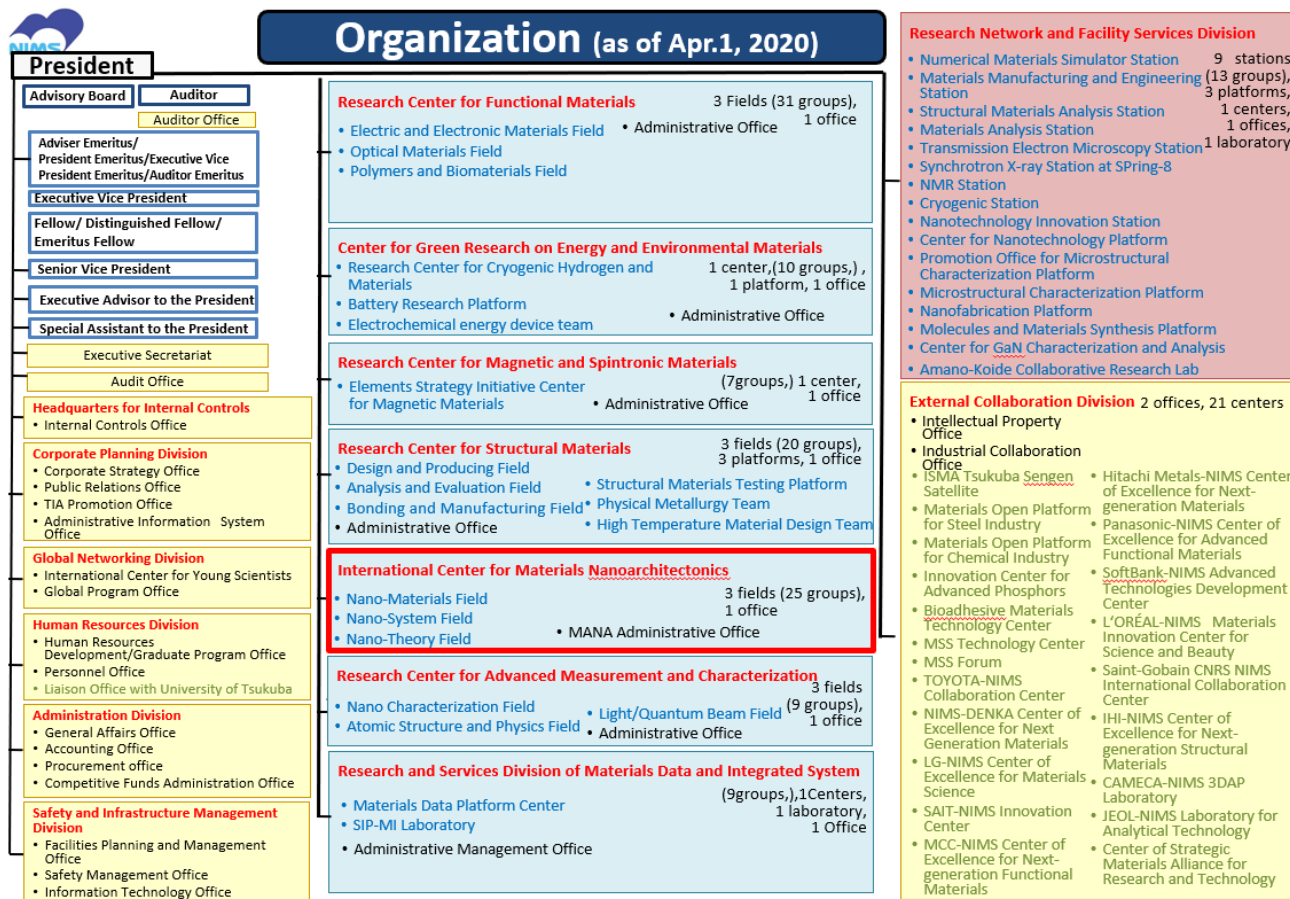 NIMS
Organization (as of Apr.1, 2020)
President
Advisory Board
Auditor
Auditor Office
Adviser Emeritus/
President Emeritus/Executive Vice
President Emeritus/Auditor Emeritus
Executive Vice President
Fellow/ Distinguished Fellow/
Emeritus Fellow
Senior Vice President
Executive Advisor to the President
Special Assistant to the President
Executive Secretariat
Audit Office
Headquarters for Internal Controls
• Internal Controls Office
Corporate Planning Division
• Corporate Strategy Office
• Public Relations Office
• TIA Promotion Office
• Administrative Information System
Office
Global Networking Division
• International Center for Young Scientists
• Global Program Office
Human Resources Division
• Human Resources
Development/Graduate Program Office
• Personnel Office
• Liaison Office with University of Tsukuba
Administration Division
• General Affairs Office
• Accounting Office
• Procurement office
• Competitive Funds Administration Office
Safety and Infrastructure Management
Division
• Facilities Planning and Management
Office
• Safety Management Office
• Information Technology Office
Research Center for Functional Materials
3 Fields (31 groups),
1 office
• Electric and Electronic Materials Field
• Optical Materials Field
• Polymers and Biomaterials Field
• Administrative Office
Center for Green Research on Energy and Environmental Materials
• Research Center for Cryogenic Hydrogen and
Materials
• Battery Research Platform
• Electrochemical energy device team
1 center,(10 groups,) ,
1 platform, 1 office
• Administrative Office
Research Center for Magnetic and Spintronic Materials
• Elements Strategy Initiative Center
for Magnetic Materials
(7groups,) 1 center,
1 office
• Administrative Office
Research Center for Structural Materials
3 fields (20 groups),
3 platforms, 1 office
• Design and Producing Field
• Analysis and Evaluation Field
• Bonding and Manufacturing Field
• Administrative Office
• Structural Materials Testing Platform
• Physical Metallurgy Team
• High Temperature Material Design Team
International Center for Materials Nanoarchitectonics
• Nano-Materials Field
• Nano-System Field
• Nano-Theory Field
3 fields (25 groups),
1 office
• MANA Administrative Office
Research Center for Advanced Measurement and Characterization
3 fields
(9 groups),
1 office
• Nano Characterization Field
• Atomic Structure and Physics Field
• Light/Quantum Beam Field
• Administrative Office
Research and Services Division of Materials Data and Integrated System
(9groups,),1Centers,
1 laboratory,
1 Office
• Materials Data Platform Center
• SIP-MI Laboratory
• Administrative Management Office
Research Network and Facility Services Division
• Numerical Materials Simulator Station
• Materials Manufacturing and Engineering
Station
• Structural Materials Analysis Station
• Materials Analysis Station
• Transmission Electron Microscopy Station
• Synchrotron X-ray Station at SPring-8
• NMR Station
• Cryogenic Station
• Nanotechnology Innovation Station
• Center for Nanotechnology Platform
• Promotion Office for Microstructural
Characterization Platform
• Microstructural Characterization Platform
• Nanofabrication Platform
• Molecules and Materials Synthesis Platform
• Center for GaN Characterization and Analysis
• Amano-Koide Collaborative Research Lab
9 stations
(13 groups),
3 platforms,
1 centers,
1 offices,
1 laboratory
External Collaboration Division 2 offices, 21 centers
• Intellectual Property
Office
• Industrial Collaboration
Office
• ISMA Tsukuba Sengen
Satellite
• Materials Open Platform
for Steel Industry
• Materials Open Platform
for Chemical Industry
• Innovation Center for
Advanced Phosphors
• Bioadhesive Materials
Technology Center
• MSS Technology Center
• MSS Forum
• TOYOTA-NIMS
Collaboration Center
• NIMS-DENKA Center of
Excellence for Next
Generation Materials
• LG-NIMS Center of
Excellence for Materials
Science
• SAIT-NIMS Innovation
Center
• MCC-NIMS Center of
Excellence for Next-
generation Functional
Materials
• Hitachi Metals-NIMS Center
of Excellence for Next-
generation Materials
• Panasonic-NIMS Center of
Excellence for Advanced
Functional Materials
• SoftBank-NIMS Advanced
Technologies Development
Center
• L'ORÉAL-NIMS Materials
Innovation Center for
Science and Beauty
• Saint-Gobain CNRS NIMS
International Collaboration
Center
• IHI-NIMS Center of
Excellence for Next-
generation Structural
Materials
• CAMECA-NIMS 3DAP
Laboratory
• JEOL-NIMS Laboratory for
Analytical Technology
• Center of Strategic
Materials Alliance for
Research and Technology